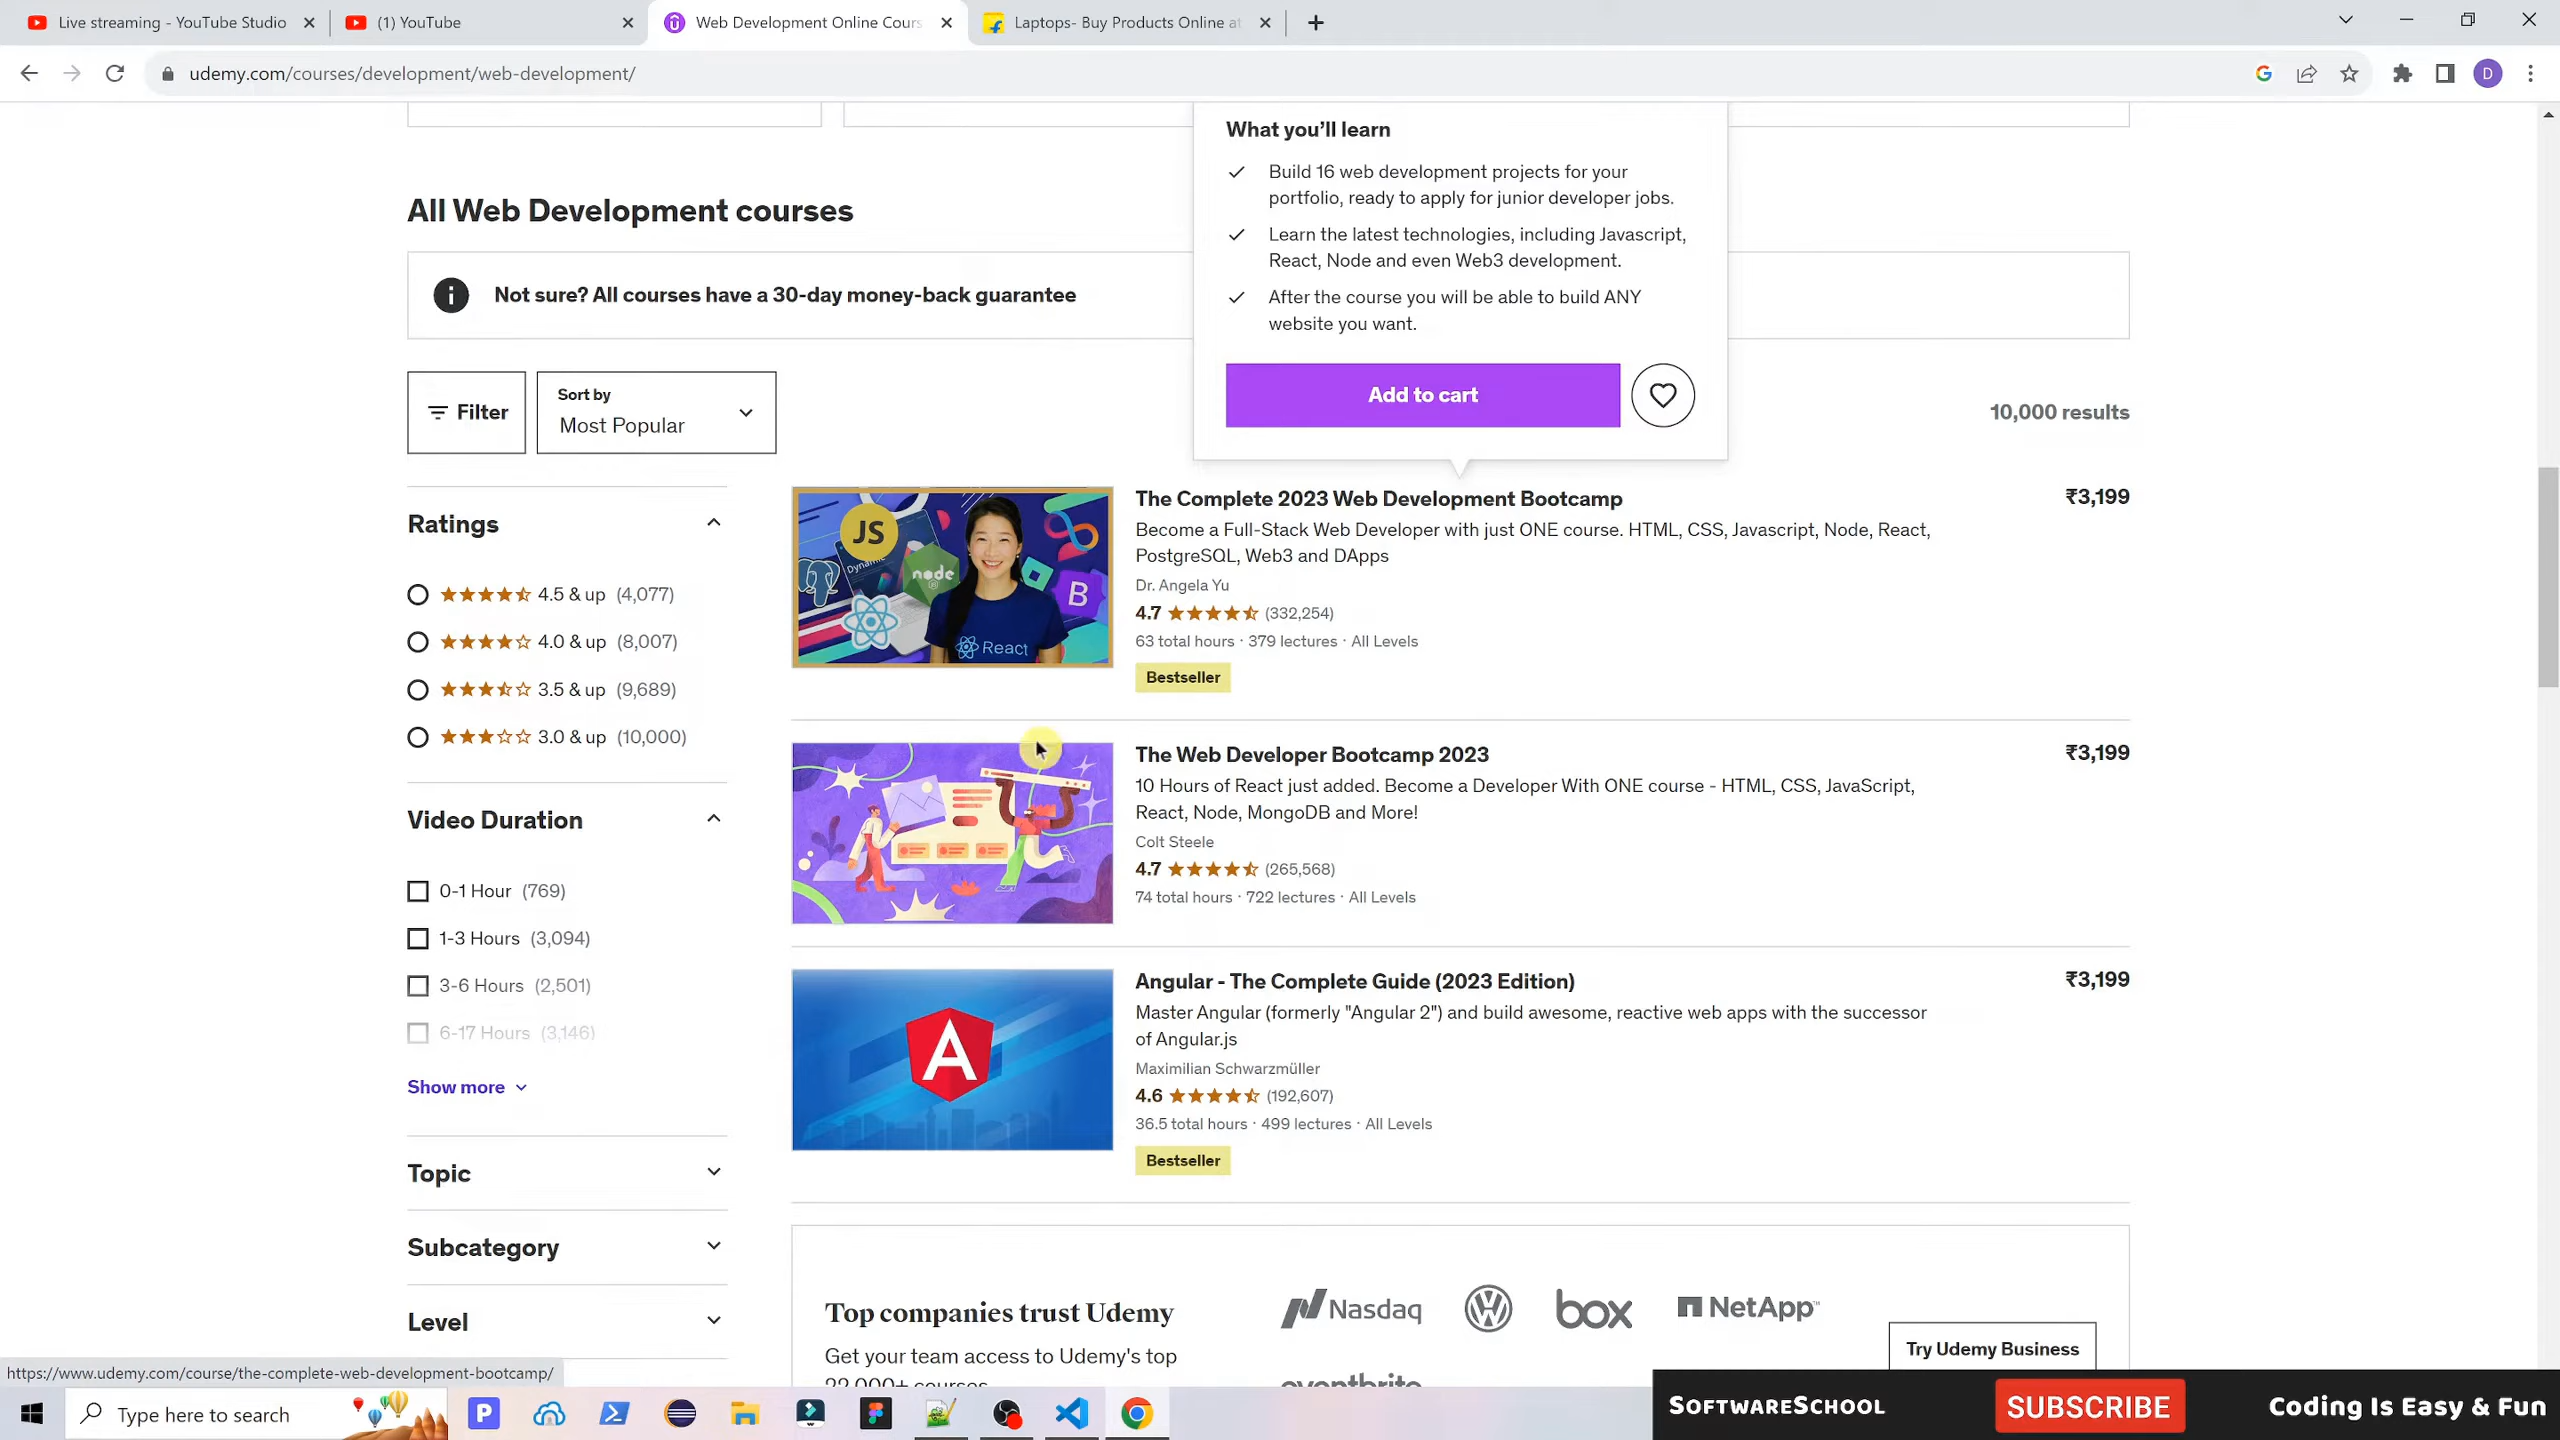 Live streaming - YouTube Studio
(1) YouTube
Web Development Online Cours
Laptops- Buy Products Online at
udemy.com/courses/development/web-development/
D
What you'll learn
Build 16 web development projects for your
portfolio, ready to apply for junior developer jobs.
Learn the latest technologies, including Javascript,
React, Node and even Web3 development.
After the course you will be able to build ANY
website you want.
Add to cart
All Web Development courses
Not sure? All courses have a 30-day money-back guarantee
Filter
Sort by
Most Popular
10,000 results
Ratings
4.5 & up (4,077)
4.0 & up (8,007)
3.5 & up (9,689)
3.0 & up (10,000)
Video Duration
0-1 Hour (769)
1-3 Hours (3,094)
3-6 Hours (2,501)
6-17 Hours (3,146)
Show more
Topic
Subcategory
Level
JS
node
B
React
The Complete 2023 Web Development Bootcamp
₹3,199
Become a Full-Stack Web Developer with just ONE course. HTML, CSS, Javascript, Node, React,
PostgreSQL, Web3 and DApps
Dr. Angela Yu
4.7 (332,254)
63 total hours · 379 lectures · All Levels
Bestseller
The Web Developer Bootcamp 2023
₹3,199
10 Hours of React just added. Become a Developer With ONE course - HTML, CSS, JavaScript,
React, Node, MongoDB and More!
Colt Steele
4.7 (265,568)
74 total hours · 722 lectures · All Levels
A
Angular - The Complete Guide (2023 Edition)
₹3,199
Master Angular (formerly "Angular 2") and build awesome, reactive web apps with the successor
of Angular.js
Maximilian Schwarzmüller
4.6 (192,607)
36.5 total hours · 499 lectures · All Levels
Bestseller
Top companies trust Udemy
Get your team access to Udemy's top
22,000+ courses
Nasdaq
box
NetApp
eventbrite
Try Udemy Business
https://www.udemy.com/course/the-complete-web-development-bootcamp/
Type here to search
SOFTWARESCHOOL
SUBSCRIBE
Coding Is Easy & Fun